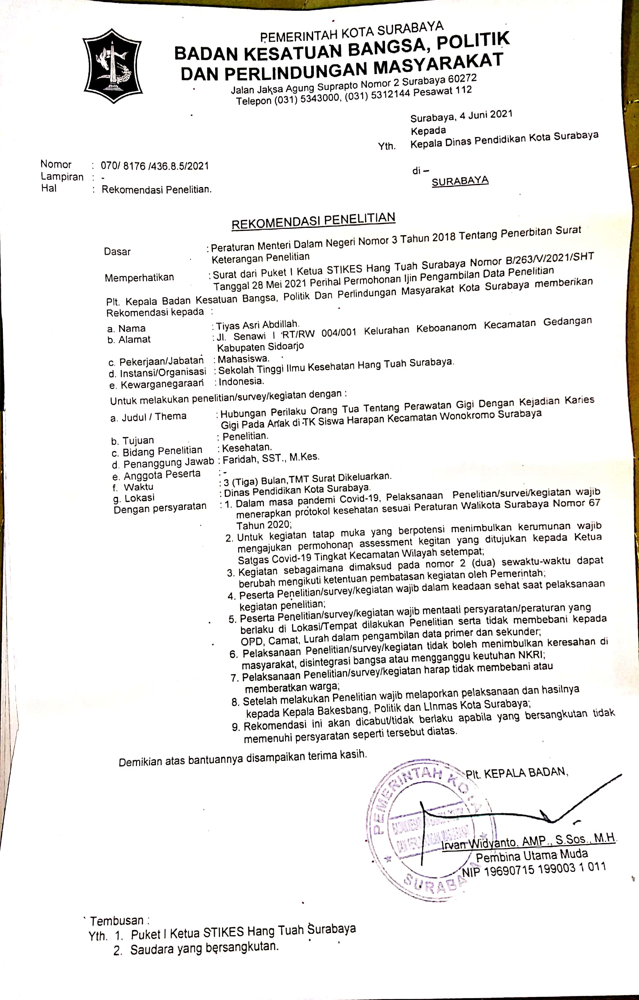 PEMERINTAH KOTA SURABAYA
BADAN KESATUAN BANGSA, POLITIK
DAN PERLINDUNGAN MASYARAKAT
Jalan Jaksa Agung Suprapto Nomor 2 Surabaya 60272
Telepon (031) 5343000, (031) 5312144 Pesawat 112
Surabaya, 4 Juni 2021
Kepada
Yth. Kepala Dinas Pendidikan Kota Surabaya
di –
SURABAYA
Nomor : 070/ 8176 /436.8.5/2021
Lampiran : -
Hal : Rekomendasi Penelitian.
REKOMENDASI PENELITIAN
Dasar : Peraturan Menteri Dalam Negeri Nomor 3 Tahun 2018 Tentang Penerbitan Surat
Keterangan Penelitian
Memperhatikan : Surat dari Puket I Ketua STIKES Hang Tuah Surabaya Nomor B/263/V/2021/SHT
Tanggal 28 Mei 2021 Perihal Permohonan Ijin Pengambilan Data Penelitian
Plt. Kepala Badan Kesatuan Bangsa, Politik Dan Perlindungan Masyarakat Kota Surabaya memberikan
Rekomendasi kepada :
a. Nama : Tiyas Asri Abdillah.
b. Alamat : Jl. Senawi I RT/RW 004/001 Kelurahan Keboananom Kecamatan Gedangan
Kabupaten Sidoarjo
c. Pekerjaan/Jabatan : Mahasiswa.
d. Instansi/Organisasi : Sekolah Tinggi Ilmu Kesehatan Hang Tuah Surabaya.
e. Kewarganegaraan : Indonesia.
Untuk melakukan penelitian/survey/kegiatan dengan :
a. Judul / Thema : Hubungan Perilaku Orang Tua Tentang Perawatan Gigi Dengan Kejadian Karies
Gigi Pada Anak di TK Siswa Harapan Kecamatan Wonokromo Surabaya
b. Tujuan : Penelitian.
c. Bidang Penelitian : Kesehatan.
d. Penanggung Jawab : Faridah, SST., M.Kes.
e. Anggota Peserta : -
f. Waktu : 3 (Tiga) Bulan,TMT Surat Dikeluarkan.
g. Lokasi : Dinas Pendidikan Kota Surabaya.
Dengan persyaratan : 1. Dalam masa pandemi Covid-19, Pelaksanaan Penelitian/survei/kegiatan wajib
menerapkan protokol kesehatan sesuai Peraturan Walikota Surabaya Nomor 67
Tahun 2020;
2. Untuk kegiatan tatap muka yang berpotensi menimbulkan kerumunan wajib
mengajukan permohonan assessment kegitan yang ditujukan kepada Ketua
Satgas Covid-19 Tingkat Kecamatan Wilayah setempat;
3. Kegiatan sebagaimana dimaksud pada nomor 2 (dua) sewaktu-waktu dapat
berubah mengikuti ketentuan pembatasan kegiatan oleh Pemerintah;
4. Peserta Penelitian/survey/kegiatan wajib dalam keadaan sehat saat pelaksanaan
kegiatan penelitian;
5. Peserta Penelitian/survey/kegiatan wajib mentaati persyaratan/peraturan yang
berlaku di Lokasi/Tempat dilakukan Penelitian serta tidak membebani kepada
OPD, Camat, Lurah dalam pengambilan data primer dan sekunder;
6. Pelaksanaan Penelitian/survey/kegiatan tidak boleh menimbulkan keresahan di
masyarakat, disintegrasi bangsa atau mengganggu keutuhan NKRI;
7. Pelaksanaan Penelitian/survey/kegiatan harap tidak membebani atau
memberatkan warga;
8. Setelah melakukan Penelitian wajib melaporkan pelaksanaan dan hasilnya
kepada Kepala Bakesbang, Politik dan LInmas Kota Surabaya;
9. Rekomendasi ini akan dicabut/tidak berlaku apabila yang bersangkutan tidak
memenuhi persyaratan seperti tersebut diatas.
Demikian atas bantuannya disampaikan terima kasih.
Plt. KEPALA BADAN,
PEMERINTAH KOTA
SURABAYA
Irvan Widyanto, AMP., S.Sos., M.H.
Pembina Utama Muda
NIP 19690715 199003 1 011
Tembusan :
Yth. 1. Puket I Ketua STIKES Hang Tuah Surabaya
2. Saudara yang bersangkutan.